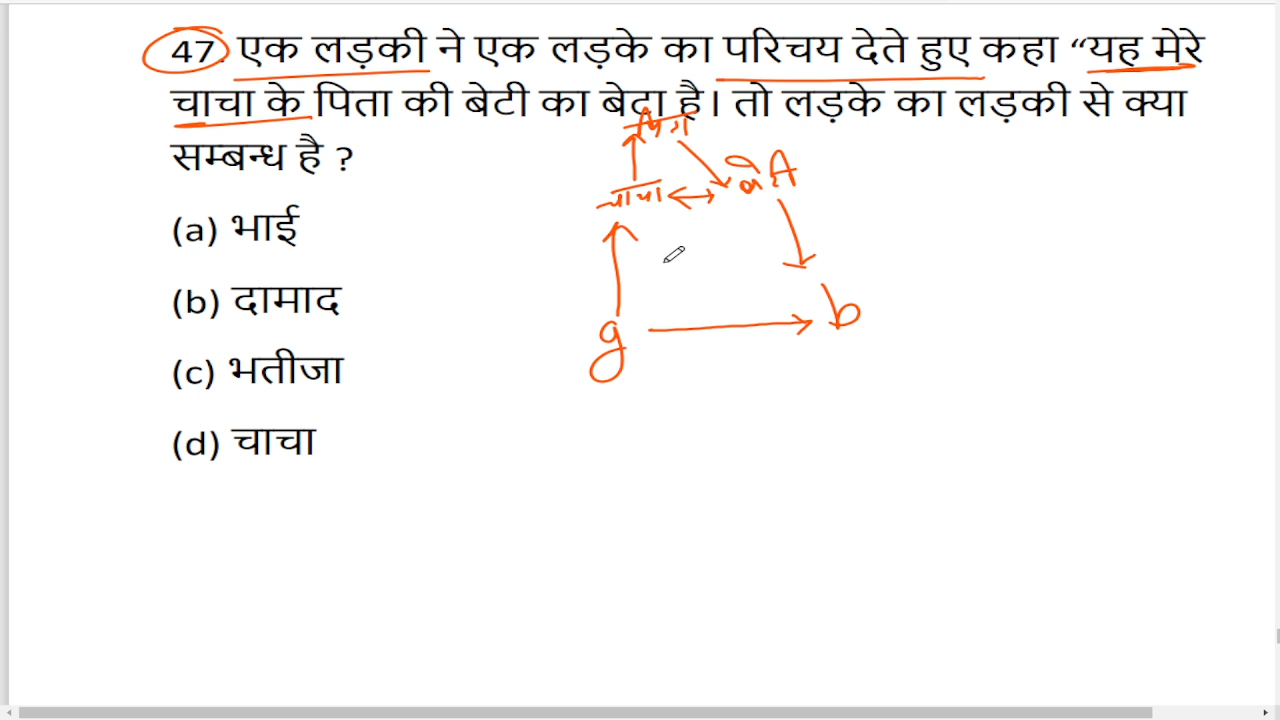 47. एक लड़की ने एक लड़के का परिचय देते हुए कहा “यह मेरे
चाचा के पिता की बेटी का बेटा है। तो लड़के का लड़की से क्या
सम्बन्ध है ?
पिता
चाचा
बेटी
(a) भाई
(b) दामाद
g
b
(c) भतीजा
(d) चाचा